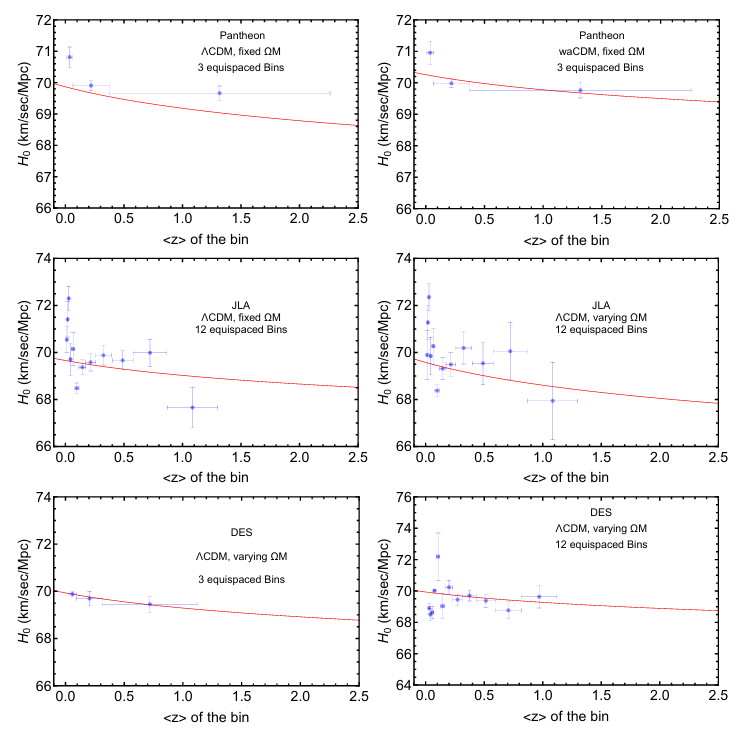 Pantheon
ΛCDM, fixed ΩM
3 equispaced Bins
72
71
70
69
68
67
66
H0 (km/sec/Mpc)
0.0 0.5 1.0 1.5 2.0 2.5
<z> of the bin
Pantheon
waCDM, fixed ΩM
3 equispaced Bins
72
71
70
69
68
67
66
H0 (km/sec/Mpc)
0.0 0.5 1.0 1.5 2.0 2.5
<z> of the bin
JLA
ΛCDM, fixed ΩM
12 equispaced Bins
74
72
70
68
66
H0 (km/sec/Mpc)
0.0 0.5 1.0 1.5 2.0 2.5
<z> of the bin
JLA
ΛCDM, varying ΩM
12 equispaced Bins
74
72
70
68
66
H0 (km/sec/Mpc)
0.0 0.5 1.0 1.5 2.0 2.5
<z> of the bin
DES
ΛCDM, varying ΩM
3 equispaced Bins
74
72
70
68
66
H0 (km/sec/Mpc)
0.0 0.5 1.0 1.5 2.0 2.5
<z> of the bin
DES
ΛCDM, varying ΩM
12 equispaced Bins
76
74
72
70
68
66
64
H0 (km/sec/Mpc)
0.0 0.5 1.0 1.5 2.0 2.5
<z> of the bin